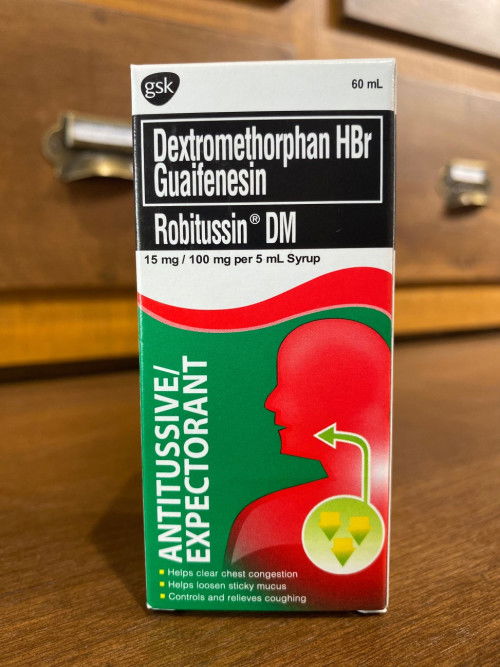 gsk
60 mL
Dextromethorphan HBr
Guaifenesin
Robitussin® DM
15 mg / 100 mg per 5 mL Syrup
ANTITUSSIVE/
EXPECTORANT
Helps clear chest congestion
Helps loosen sticky mucus
Controls and relieves coughing